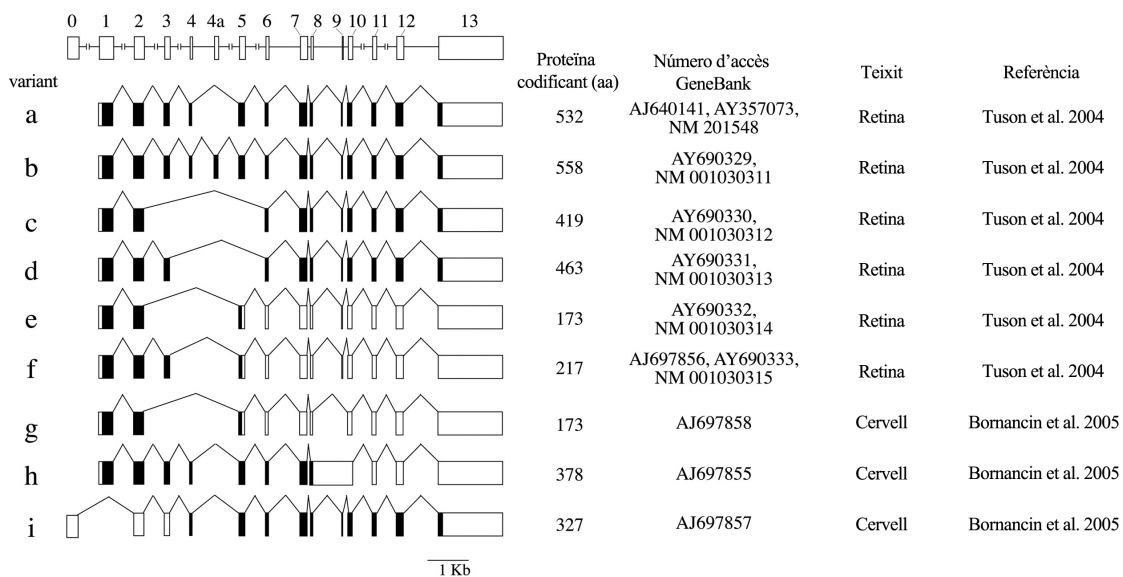 0 1 2 3 4 4a 5 6 7 8 9 10 11 12 13
variant
Proteïna
codificant (aa)
Número d'accès
GeneBank
Teixit
Referència
a
532
AJ640141, AY357073,
NM 201548
Retina
Tuson et al. 2004
b
558
AY690329,
NM 001030311
Retina
Tuson et al. 2004
c
419
AY690330,
NM 001030312
Retina
Tuson et al. 2004
d
463
AY690331,
NM 001030313
Retina
Tuson et al. 2004
e
173
AY690332,
NM 001030314
Retina
Tuson et al. 2004
f
217
AJ697856, AY690333,
NM 001030315
Retina
Tuson et al. 2004
g
173
AJ697858
Cervell
Bornancin et al. 2005
h
378
AJ697855
Cervell
Bornancin et al. 2005
i
327
AJ697857
Cervell
Bornancin et al. 2005
1 Kb